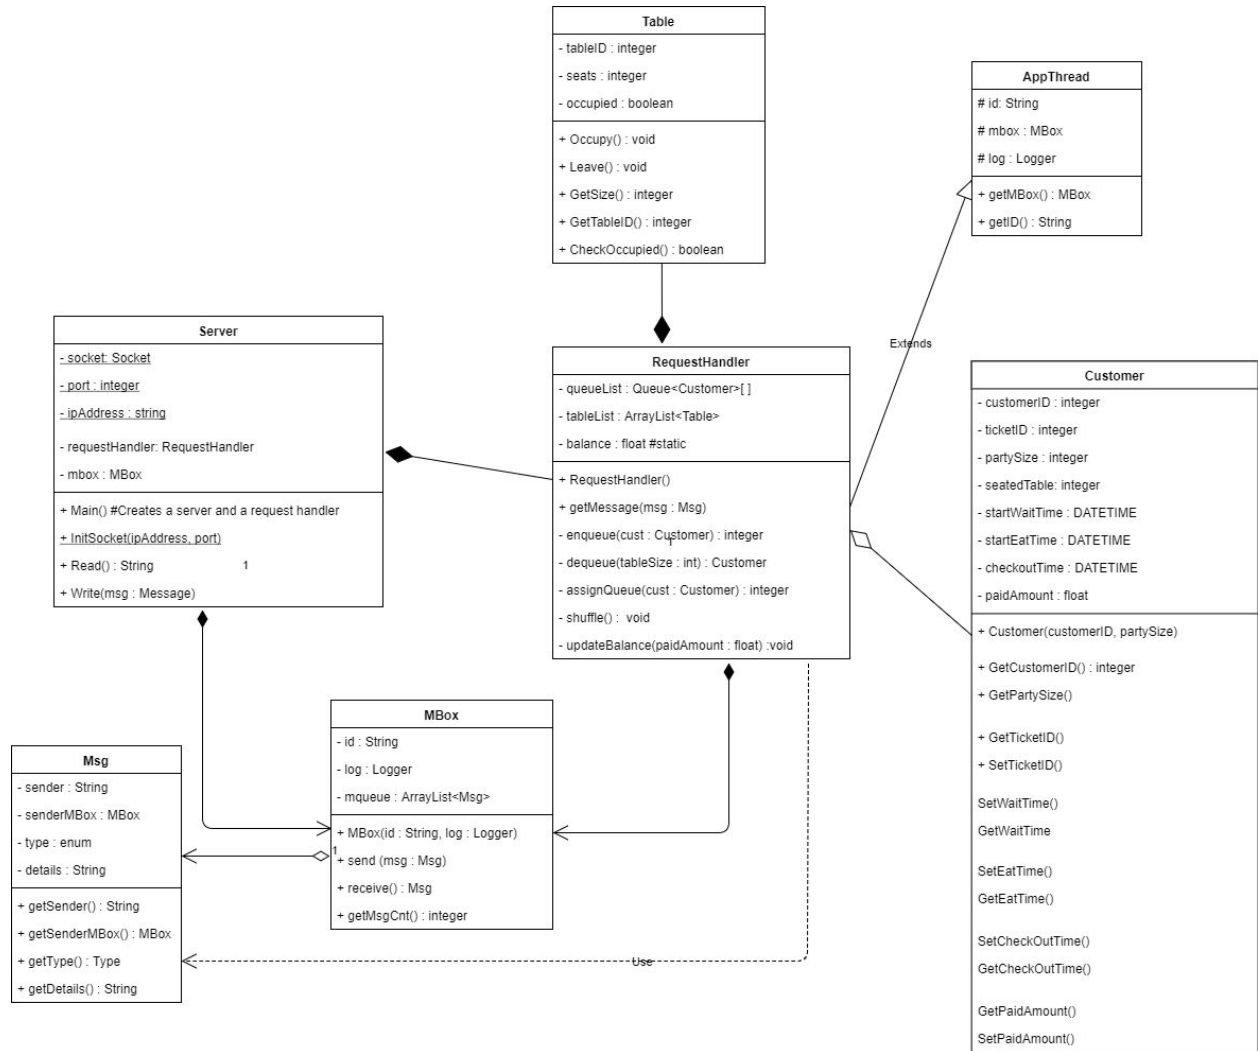 Table
- tableID : integer
- seats : integer
- occupied : boolean
+ Occupy() : void
+ Leave() : void
+ GetSize() : integer
+ GetTableID() : integer
+ CheckOccupied() : boolean
AppThread
# id: String
# mbox : MBox
# log : Logger
+ getMBox() : MBox
+ getID() : String
Extends
Server
- socket: Socket
- port : integer
- ipAddress : string
- requestHandler: RequestHandler
- mbox : MBox
+ Main() #Creates a server and a request handler
+ InitSocket(ipAddress, port)
+ Read() : String
1
+ Write(msg : Message)
RequestHandler
- queueList : Queue<Customer>[ ]
- tableList : ArrayList<Table>
- balance : float #static
+ RequestHandler()
+ getMessage(msg : Msg)
- enqueue(cust : Customer) : integer
1
- dequeue(tableSize : int) : Customer
- assignQueue(cust : Customer) : integer
- shuffle() : void
- updateBalance(paidAmount : float) :void
Customer
- customerID : integer
- ticketID : integer
- partySize : integer
- seatedTable: integer
- startWaitTime : DATETIME
- startEatTime : DATETIME
- checkoutTime : DATETIME
- paidAmount : float
+ Customer(customerID, partySize)
+ GetCustomerID() : integer
+ GetPartySize()
+ GetTicketID()
+ SetTicketID()
SetWaitTime()
GetWaitTime
SetEatTime()
GetEatTime()
SetCheckOutTime()
GetCheckOutTime()
GetPaidAmount()
SetPaidAmount()
MBox
- id : String
- log : Logger
- mqueue : ArrayList<Msg>
+ MBox(id : String, log : Logger)
1
+ send (msg : Msg)
+ receive() : Msg
+ getMsgCnt() : integer
Msg
- sender : String
- senderMBox : MBox
- type : enum
- details : String
+ getSender() : String
+ getSenderMBox() : MBox
+ getType() : Type
+ getDetails() : String
Use